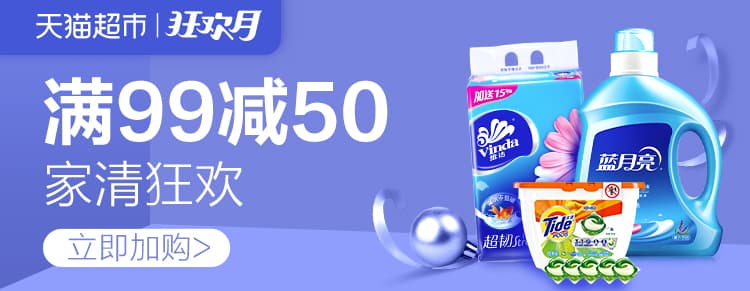 天猫超市 | 狂欢月
满99减50
家清狂欢
立即加购>
加送15%
Vinda
维达
超韧
蓝月亮
Tide
PODS